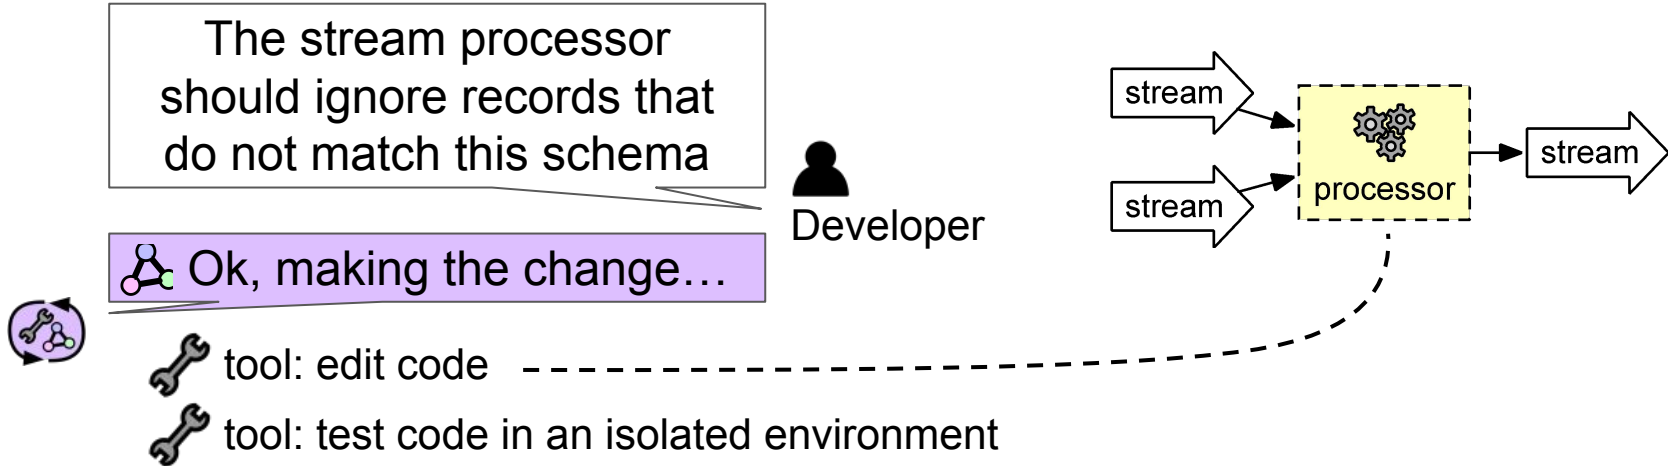 The stream processor
should ignore records that
do not match this schema
Developer
Ok, making the change…
tool: edit code
tool: test code in an isolated environment
stream
stream
processor
stream